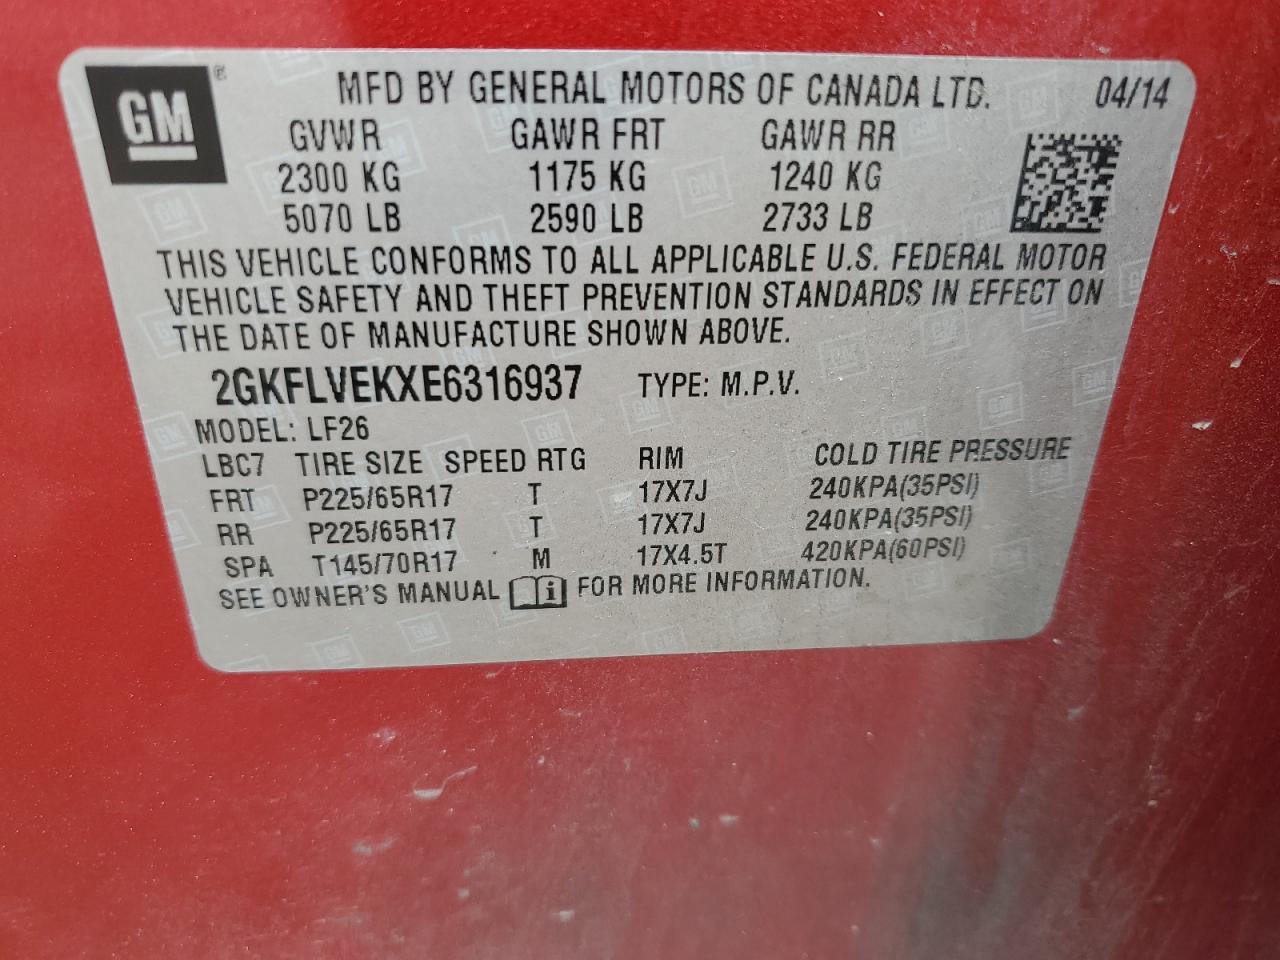 GM® MFD BY GENERAL MOTORS OF CANADA LTD. 04/14
GVWR GAWR FRT GAWR RR
2300 KG 1175 KG 1240 KG
5070 LB 2590 LB 2733 LB
THIS VEHICLE CONFORMS TO ALL APPLICABLE U.S. FEDERAL MOTOR
VEHICLE SAFETY AND THEFT PREVENTION STANDARDS IN EFFECT ON
THE DATE OF MANUFACTURE SHOWN ABOVE.
2GKFLVEKXE6316937 TYPE: M.P.V.
MODEL: LF26
LBC7 TIRE SIZE SPEED RTG RIM COLD TIRE PRESSURE
FRT P225/65R17 T 17X7J 240KPA(35PSI)
RR P225/65R17 T 17X7J 240KPA(35PSI)
SPA T145/70R17 M 17X4.5T 420KPA(60PSI)
SEE OWNER'S MANUAL i FOR MORE INFORMATION.